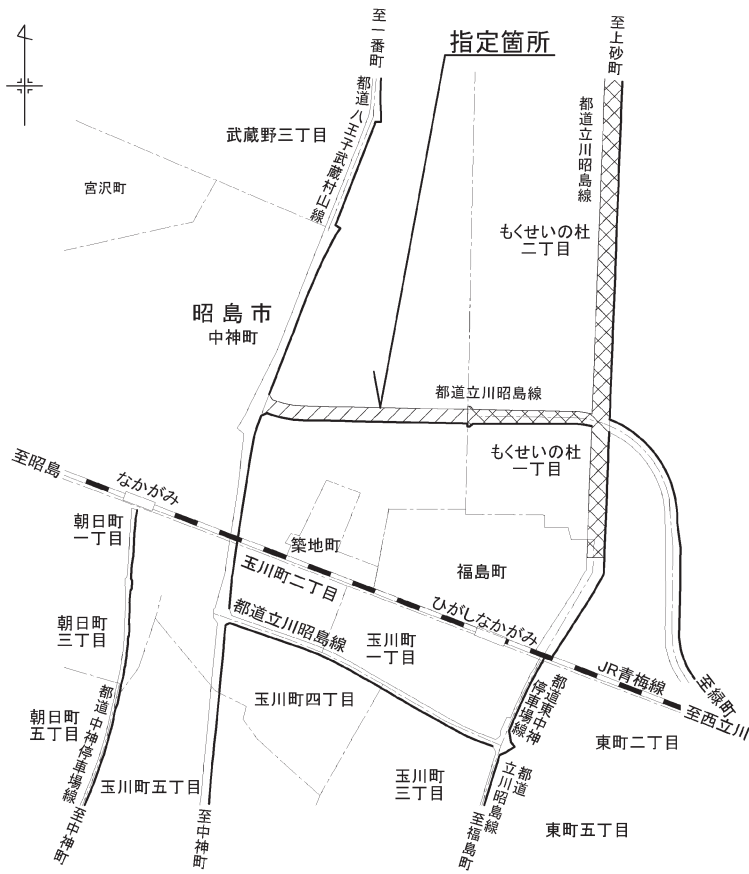 至一番町
指定箇所
至上砂町
都道八王子武蔵村山線
都道立川昭島線
武蔵野三丁目
宮沢町
もくせいの杜
二丁目
昭島市
中神町
都道立川昭島線
もくせいの杜
一丁目
至昭島
なかがみ
朝日町
一丁目
築地町
福島町
玉川町二丁目
ひがしなかがみ
朝日町
三丁目
都道立川昭島線
玉川町
一丁目
JR青梅線
至緑町
至西立川
玉川町四丁目
都道東中神
停車場線
朝日町
五丁目
都道中神停車場線
東町二丁目
玉川町五丁目
玉川町
三丁目
都道
立川昭島線
至中神町
至中神町
至福島町
東町五丁目